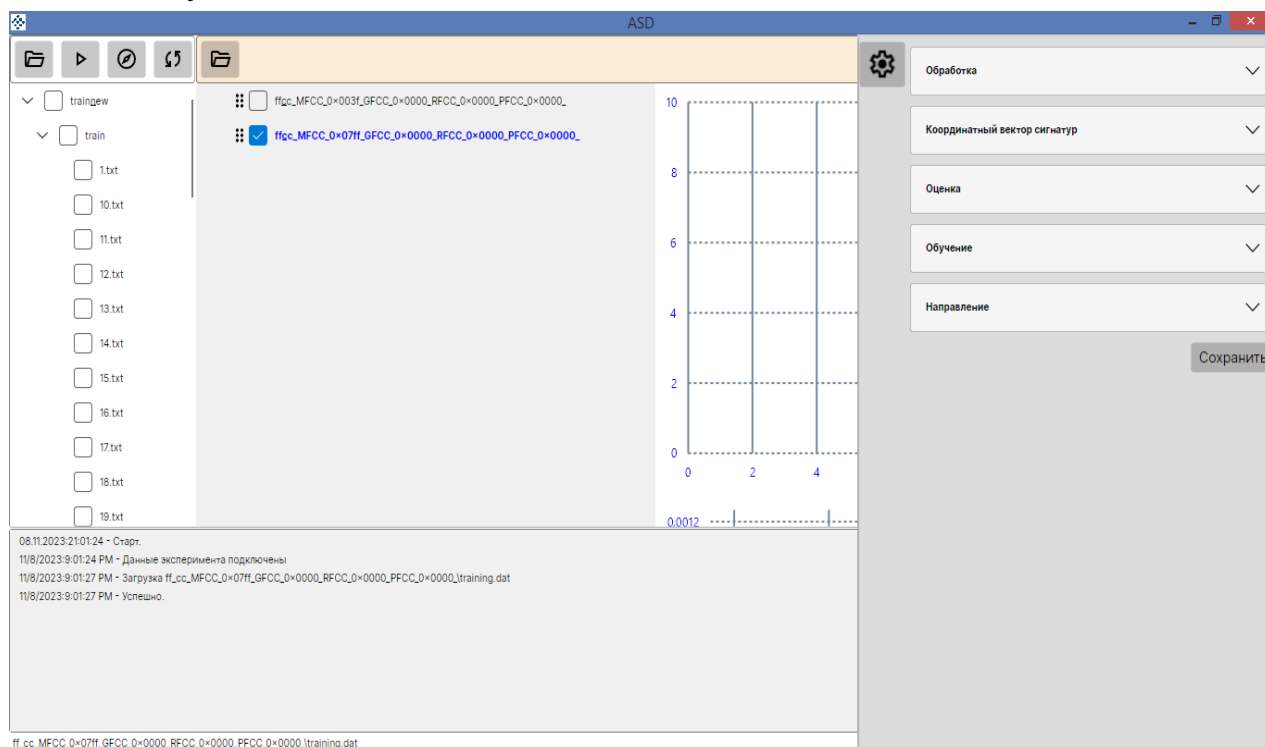 ASD
trainnew
train
1.txt
10.txt
11.txt
12.txt
13.txt
14.txt
15.txt
16.txt
17.txt
18.txt
19.txt
ffcc_MFCC_0×003f_GFCC_0×0000_RFCC_0×0000_PFCC_0×0000_
ffcc_MFCC_0×07ff_GFCC_0×0000_RFCC_0×0000_PFCC_0×0000_
10
8
6
4
2
0
0 2 4
0.0012
Обработка
Координатный вектор сигнатур
Оценка
Обучение
Направление
Сохранить
08.11.2023:21:01:24 - Старт.
11/8/2023:9:01:24 PM - Данные эксперимента подключены
11/8/2023:9:01:27 PM - Загрузка ff_cc_MFCC_0×07ff_GFCC_0×0000_RFCC_0×0000_PFCC_0×0000_\training.dat
11/8/2023:9:01:27 PM - Успешно.
ff_cc_MFCC_0×07ff_GFCC_0×0000_RFCC_0×0000_PFCC_0×0000_\training.dat